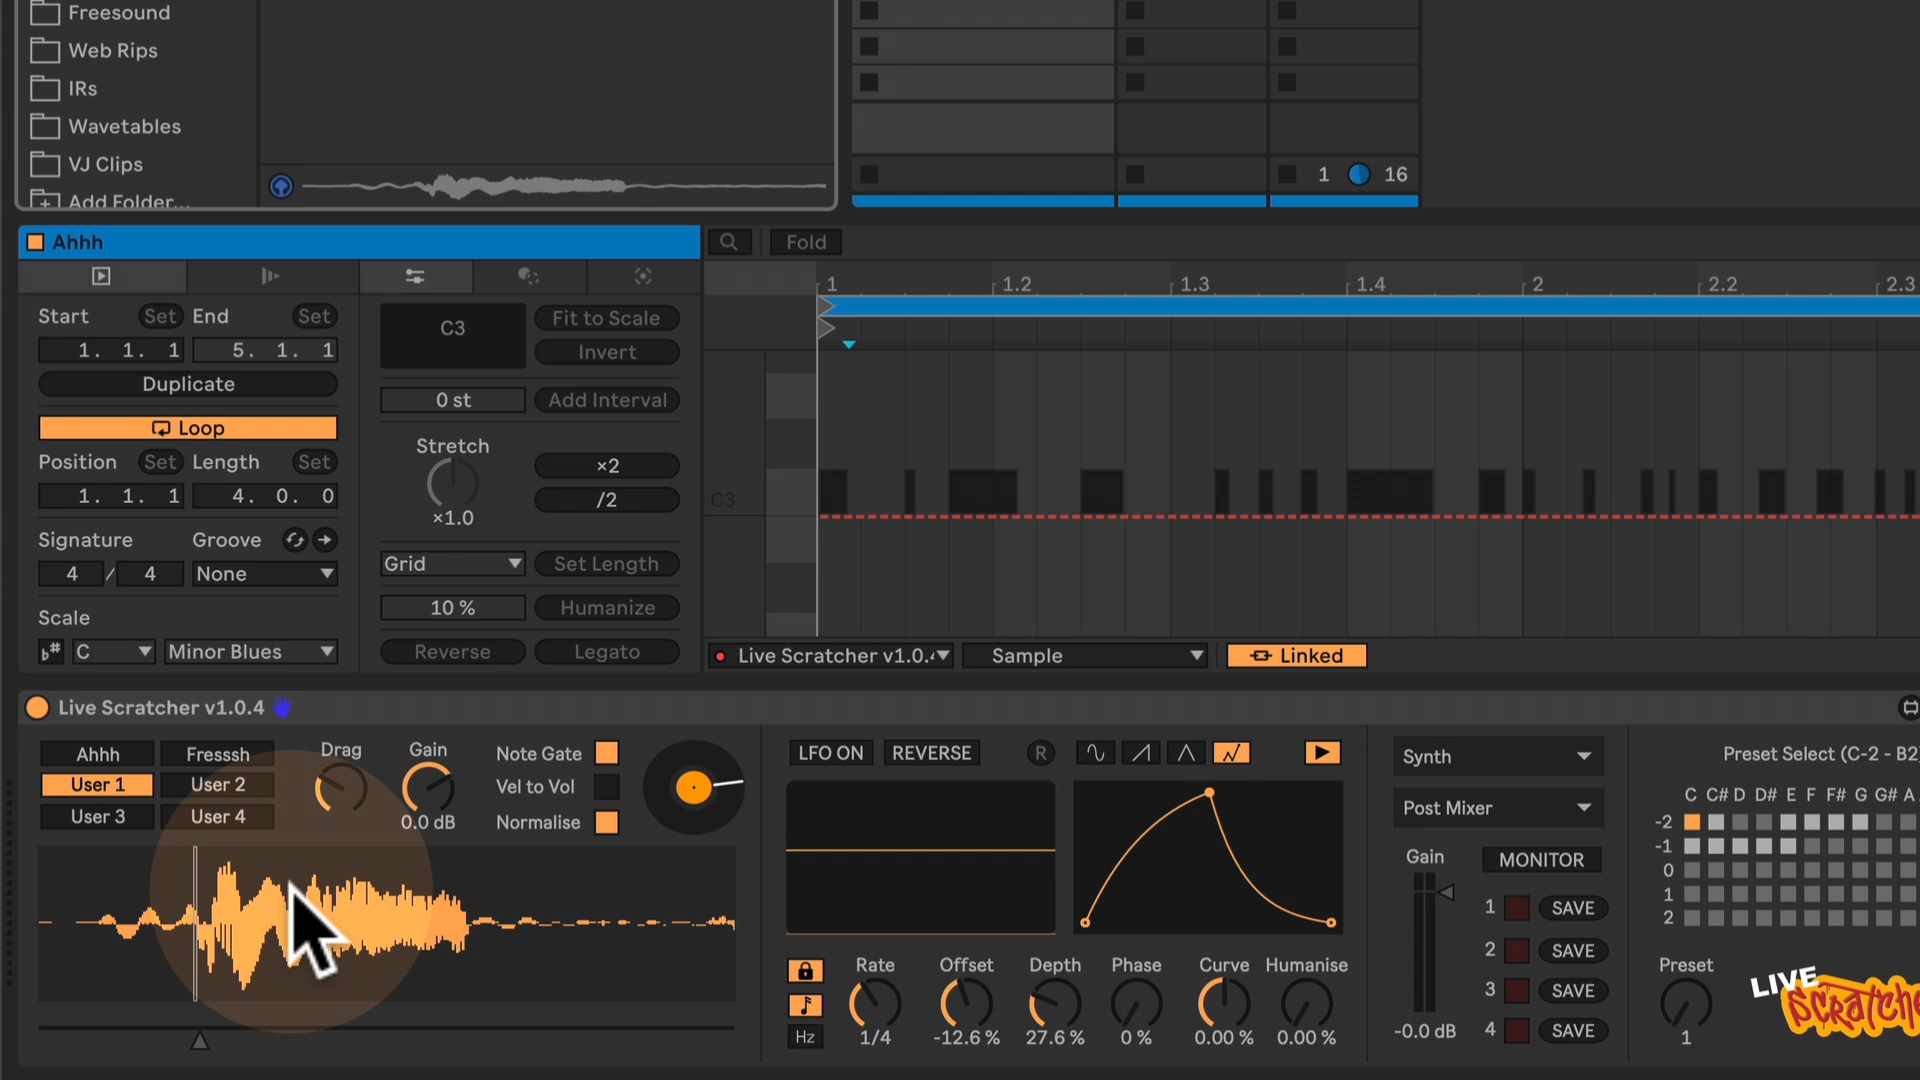 Freesound
Web Rips
IRs
Wavetables
VJ Clips
Add Folder...
1 16
Ahhh
Fold
1 1.2 1.3 1.4 2 2.2 2.3
Start Set End Set
1. 1. 1 5. 1. 1
Duplicate
Loop
Position Set Length Set
1. 1. 1 4. 0. 0
Signature Groove
4 / 4 None
Scale
b# C Minor Blues
C3 Fit to Scale
Invert
0 st Add Interval
Stretch
×2
/2
×1.0
Grid Set Length
10 % Humanize
Reverse Legato
C3
Live Scratcher v1.0.4 Sample Linked
Live Scratcher v1.0.4
Ahhh Fresssh
User 1 User 2
User 3 User 4
Drag Gain
0.0 dB
Note Gate
Vel to Vol
Normalise
LFO ON REVERSE R
Rate Offset Depth Phase Curve Humanise
Hz 1/4 -12.6 % 27.6 % 0 % 0.00 % 0.00 %
Synth
Post Mixer
Gain MONITOR
1 SAVE
2 SAVE
3 SAVE
4 SAVE
-0.0 dB
Preset Select (C-2 - B2
C C# D D# E F F# G G# A
-2
-1
0
1
2
Preset
1
LIVE
Scratche